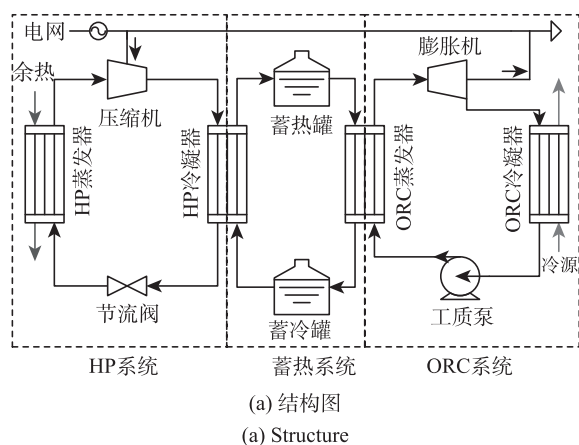 电网
膨胀机
余热
压缩机
蓄热罐
HP蒸发器
HP冷凝器
ORC蒸发器
ORC冷凝器
冷源
节流阀
蓄冷罐
工质泵
HP系统
蓄热系统
ORC系统
(a) 结构图
(a) Structure